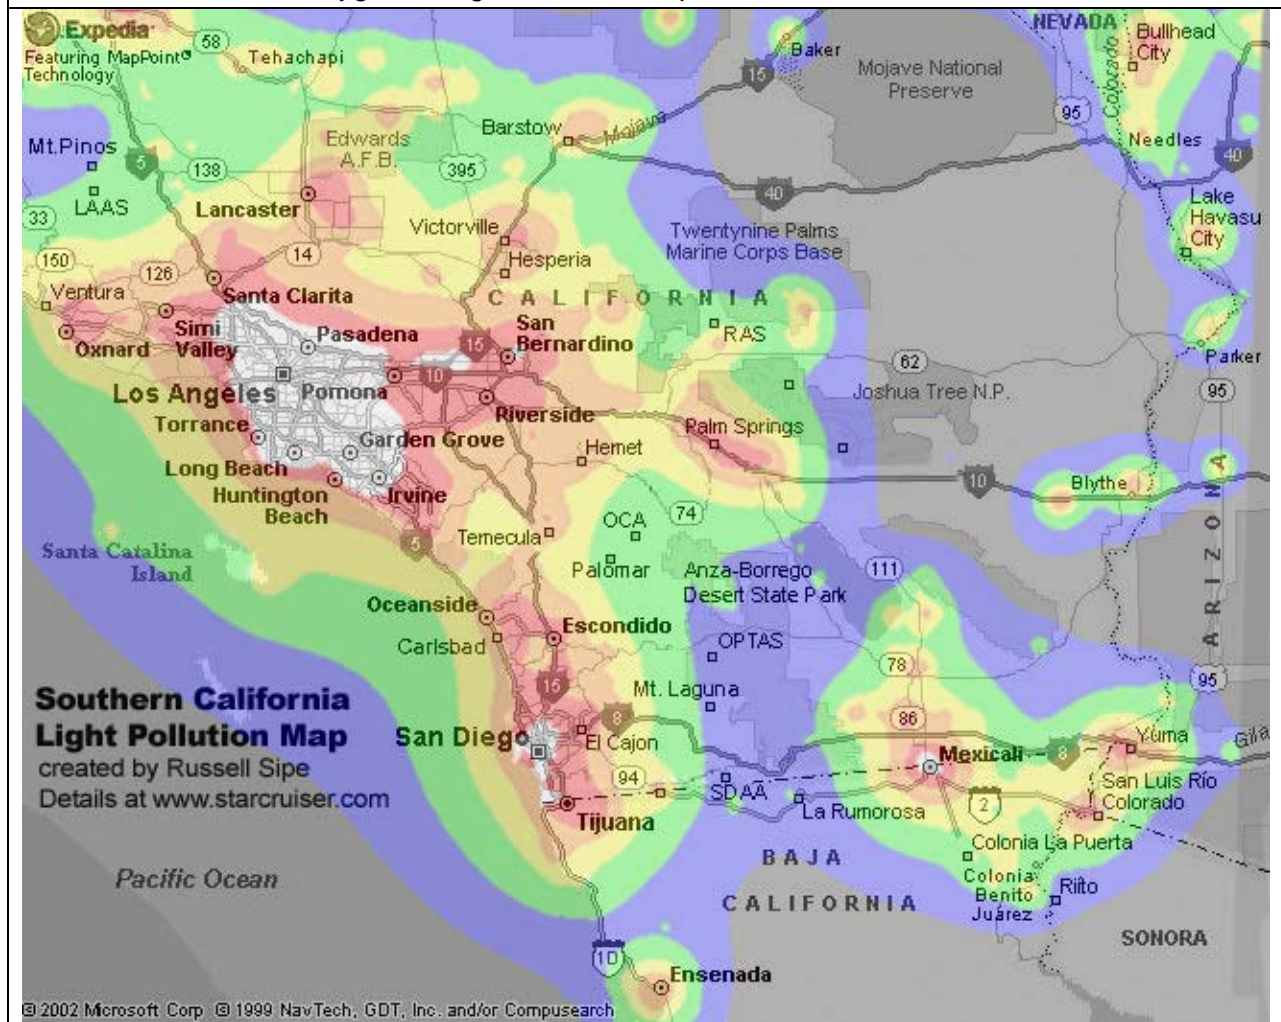 Expedia
Featuring MapPoint
Technology
58
Tehachapi
Baker
15
Mojave National
Preserve
NEVADA
Colorado
Bullhead
City
95
Needles
40
Mt.Pinos
5
138
LAAS
33
Edwards
A.F.B.
395
Barstow
Mojave
40
Lancaster
Victorville
Hesperia
Twentynine Palms
Marine Corps Base
Lake
Havasu
City
150
126
14
Ventura
Santa Clarita
CALIFORNIA
Oxnard
Simi
Valley
Pasadena
15
San
Bernardino
RAS
62
Parker
95
Los Angeles
Pomona
10
Riverside
Joshua Tree N.P.
Torrance
Garden Grove
Palm Springs
Hemet
Long Beach
Huntington
Beach
Irvine
10
Blythe
ARIZONA
5
Temecula
OCA
74
Santa Catalina
Island
Palomar
Anza-Borrego
Desert State Park
111
Oceanside
Carlsbad
Escondido
OPTAS
78
15
Mt. Laguna
95
Southern California
Light Pollution Map
created by Russell Sipe
Details at www.starcruiser.com
San Diego
8
El Cajon
86
Mexicali
8
Yuma
Gila
94
SDAA
La Rumorosa
2
San Luis Río
Colorado
Tijuana
Colonia La Puerta
Colonia
Benito
Juárez
Riito
BAJA
CALIFORNIA
Pacific Ocean
SONORA
1D
Ensenada
© 2002 Microsoft Corp © 1999 NavTech, GDT, Inc. and/or Compusearch